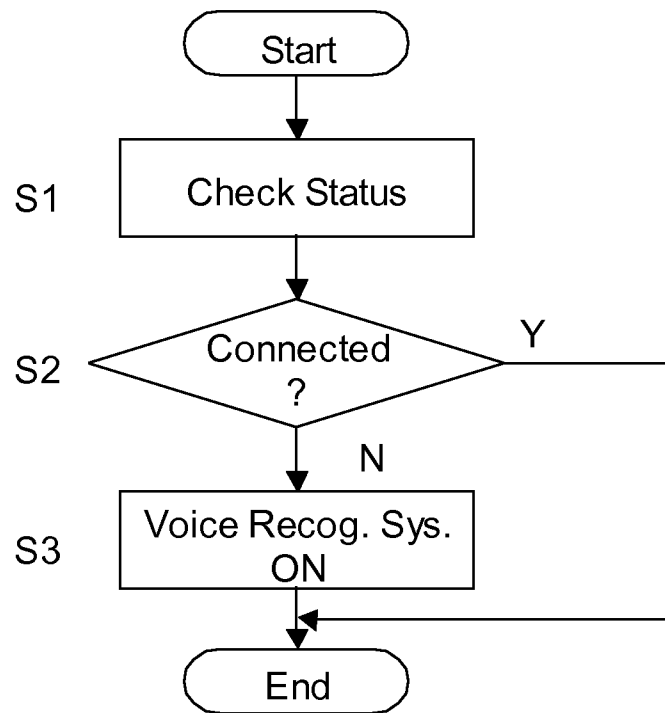 Start
S1
Check Status
S2
Connected
?
Y
N
S3
Voice Recog. Sys.
ON
End